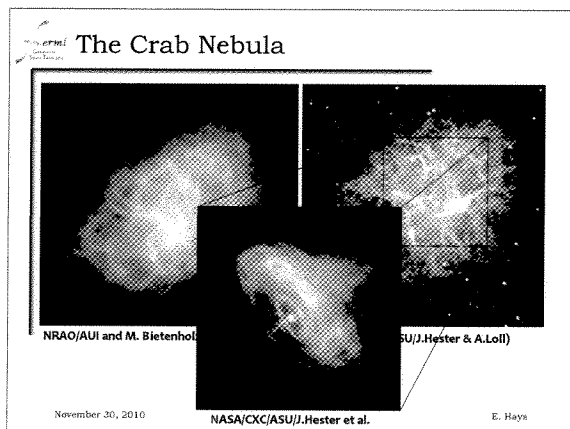 The Crab Nebula
NRAO/AUI and M. Bietenhol
SU/J.Hester & A.Loll)
NASA/CXC/ASU/J.Hester et al.
November 30, 2010
E. Hays